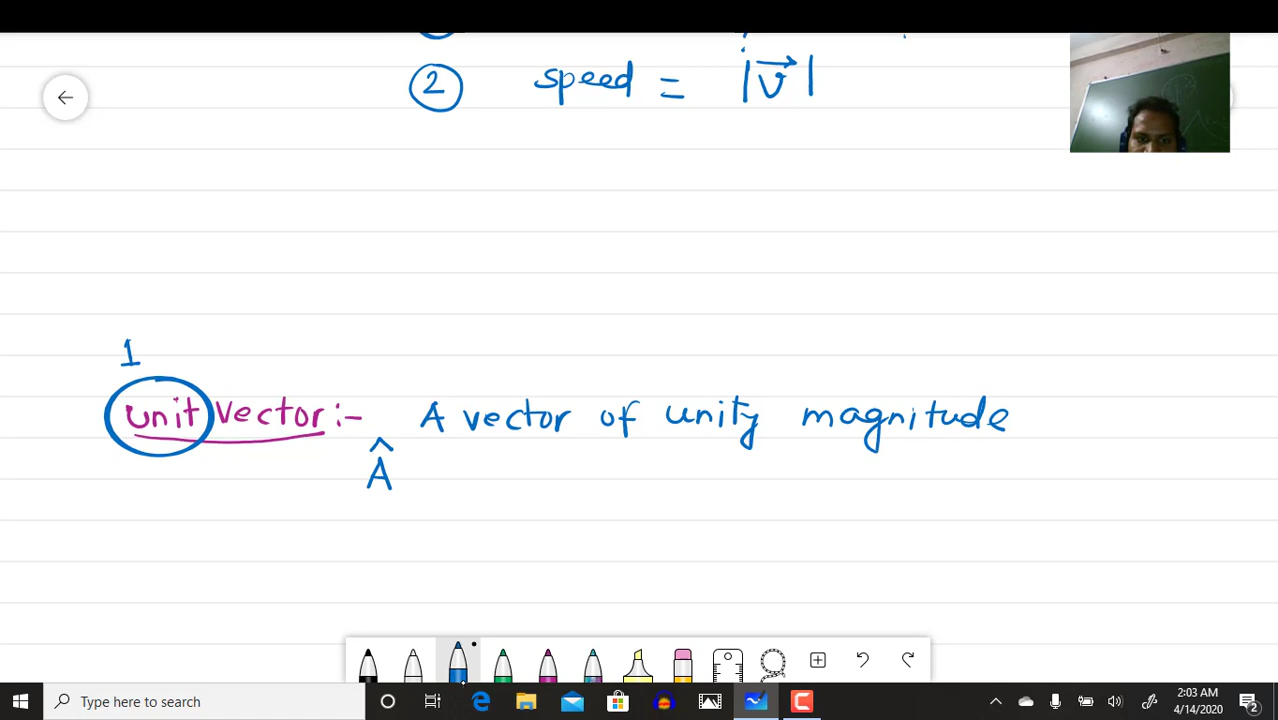 ② speed = |v⃗|
1
Unit Vector :- A vector of unity magnitude
Â
Type here to search
2:03 AM
4/14/2020
2